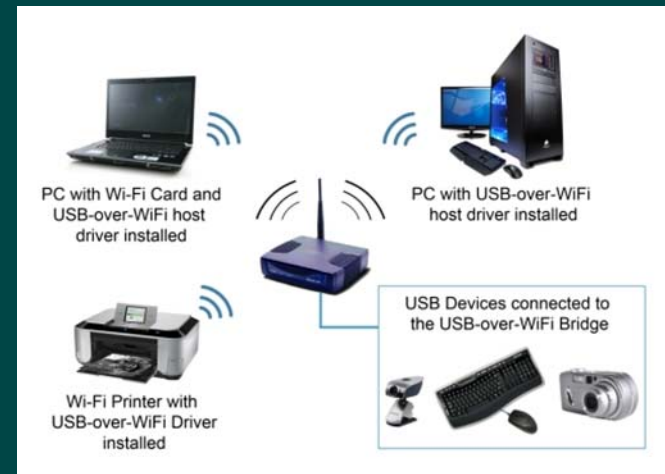 PC with Wi-Fi Card and
USB-over-WiFi host
driver installed
PC with USB-over-WiFi
host driver installed
USB Devices connected to
the USB-over-WiFi Bridge
Wi-Fi Printer with
USB-over-WiFi Driver
installed